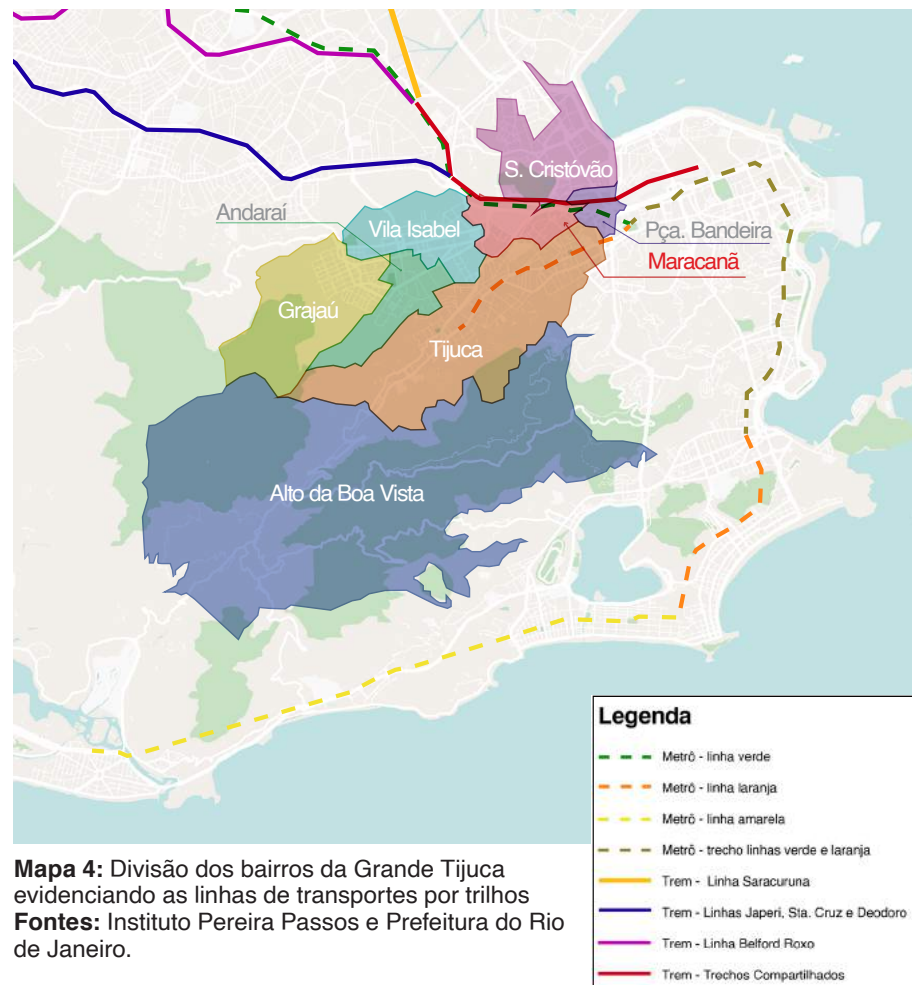 S. Cristóvão
Andaraí
Vila Isabel
Pça. Bandeira
Maracanã
Grajaú
Tijuca
Alto da Boa Vista
Legenda
Metrô - linha verde
Metrô - linha laranja
Metrô - linha amarela
Metrô - trecho linhas verde e laranja
Trem - Linha Saracuruna
Trem - Linhas Japeri, Sta. Cruz e Deodoro
Trem - Linha Belford Roxo
Trem - Trechos Compartilhados
Mapa 4: Divisão dos bairros da Grande Tijuca
evidenciando as linhas de transportes por trilhos
Fontes: Instituto Pereira Passos e Prefeitura do Rio
de Janeiro.